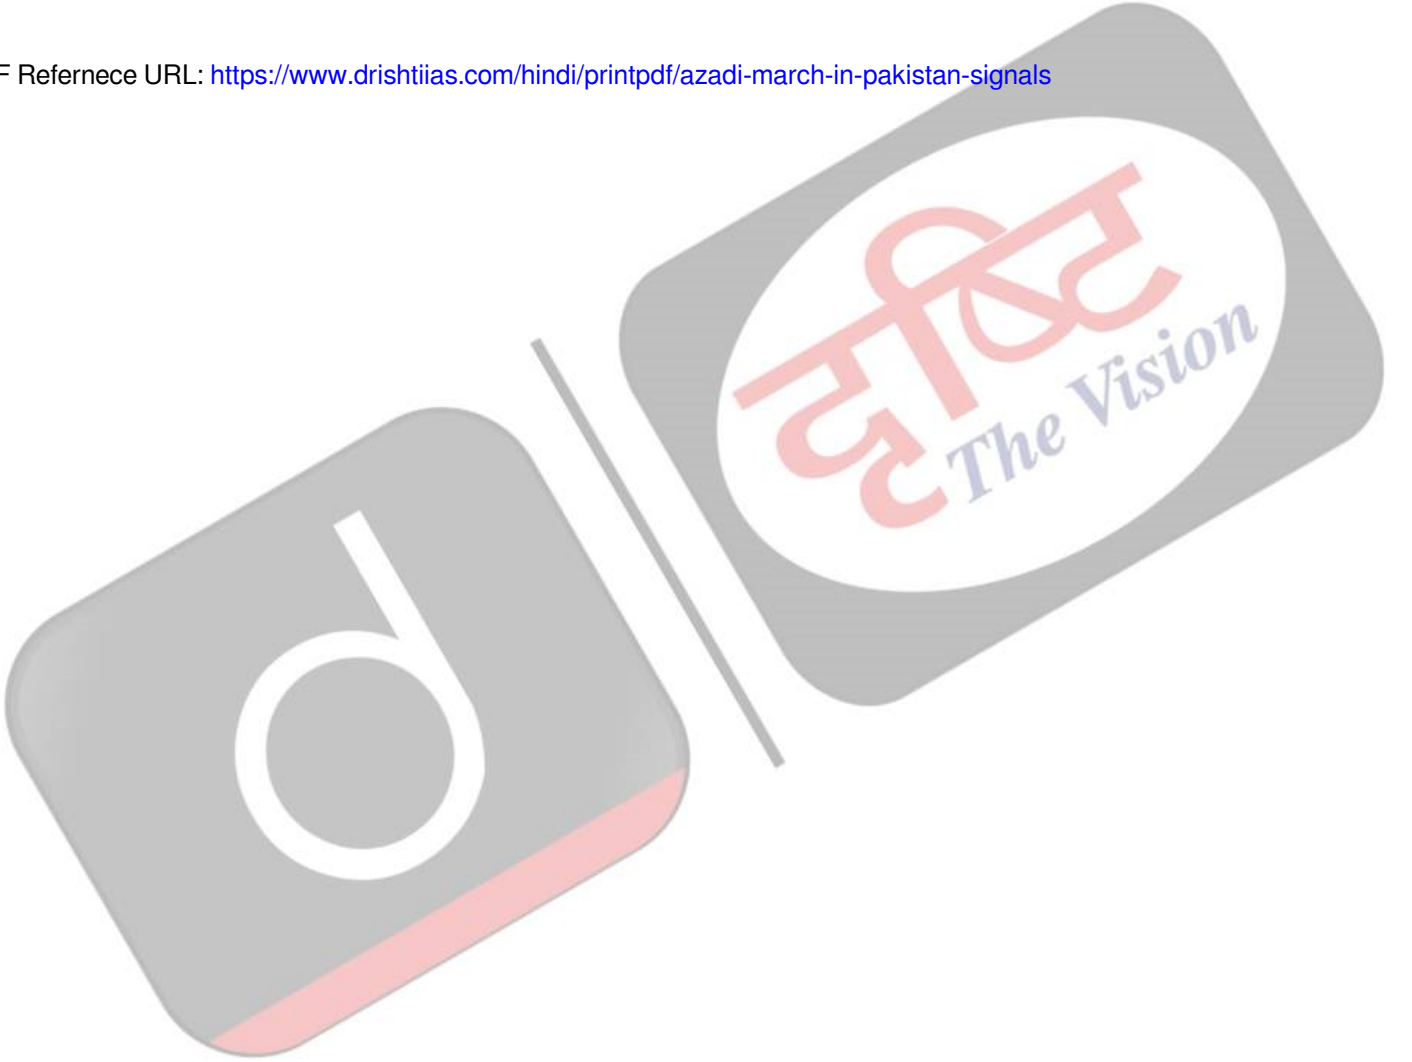 F Refernece URL: https://www.drishtiias.com/hindi/printpdf/azadi-march-in-pakistan-signals
दृष्टि
The Vision
d